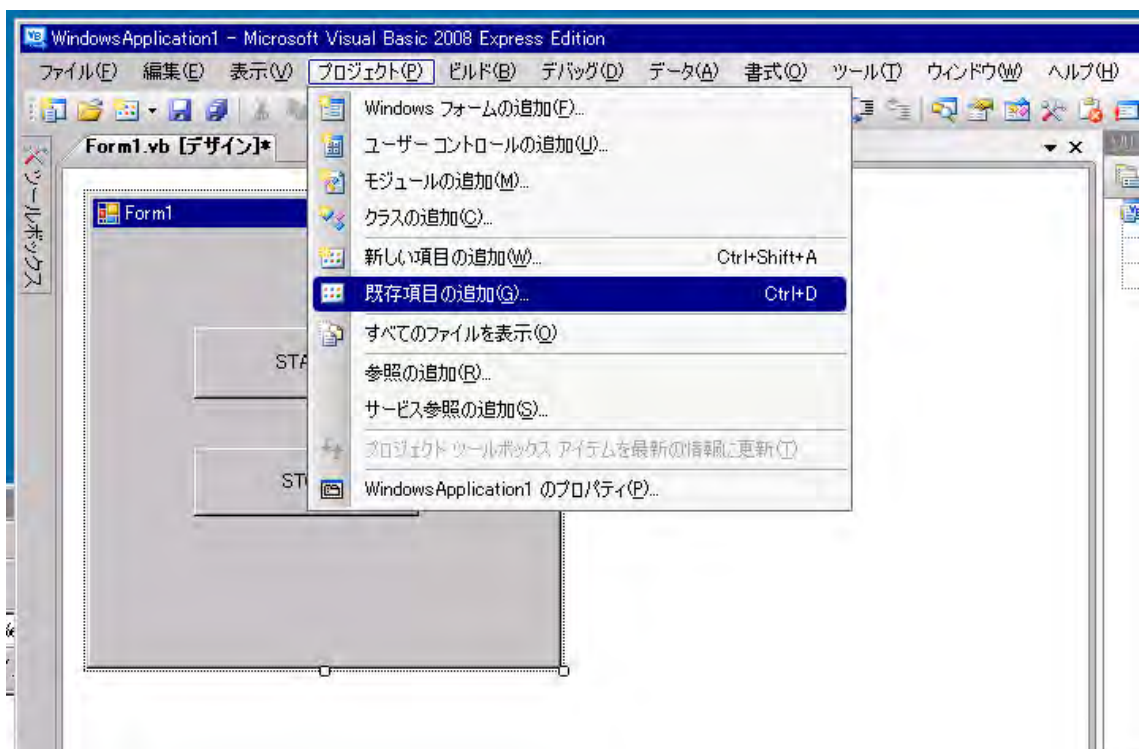 WindowsApplication1 - Microsoft Visual Basic 2008 Express Edition
ファイル(F) 編集(E) 表示(V) プロジェクト(P) ビルド(B) デバッグ(D) データ(A) 書式(O) ツール(T) ウィンドウ(W) ヘルプ(H)
Form1.vb [デザイン]*
ツールボックス
Form1
Windows フォームの追加(F)...
ユーザー コントロールの追加(U)...
モジュールの追加(M)...
クラスの追加(C)...
新しい項目の追加(W)... Ctrl+Shift+A
既存項目の追加(G)... Ctrl+D
すべてのファイルを表示(O)
参照の追加(R)...
サービス参照の追加(S)...
プロジェクト ツールボックス アイテムを最新の情報に更新(T)
WindowsApplication1 のプロパティ(P)...
STA
ST